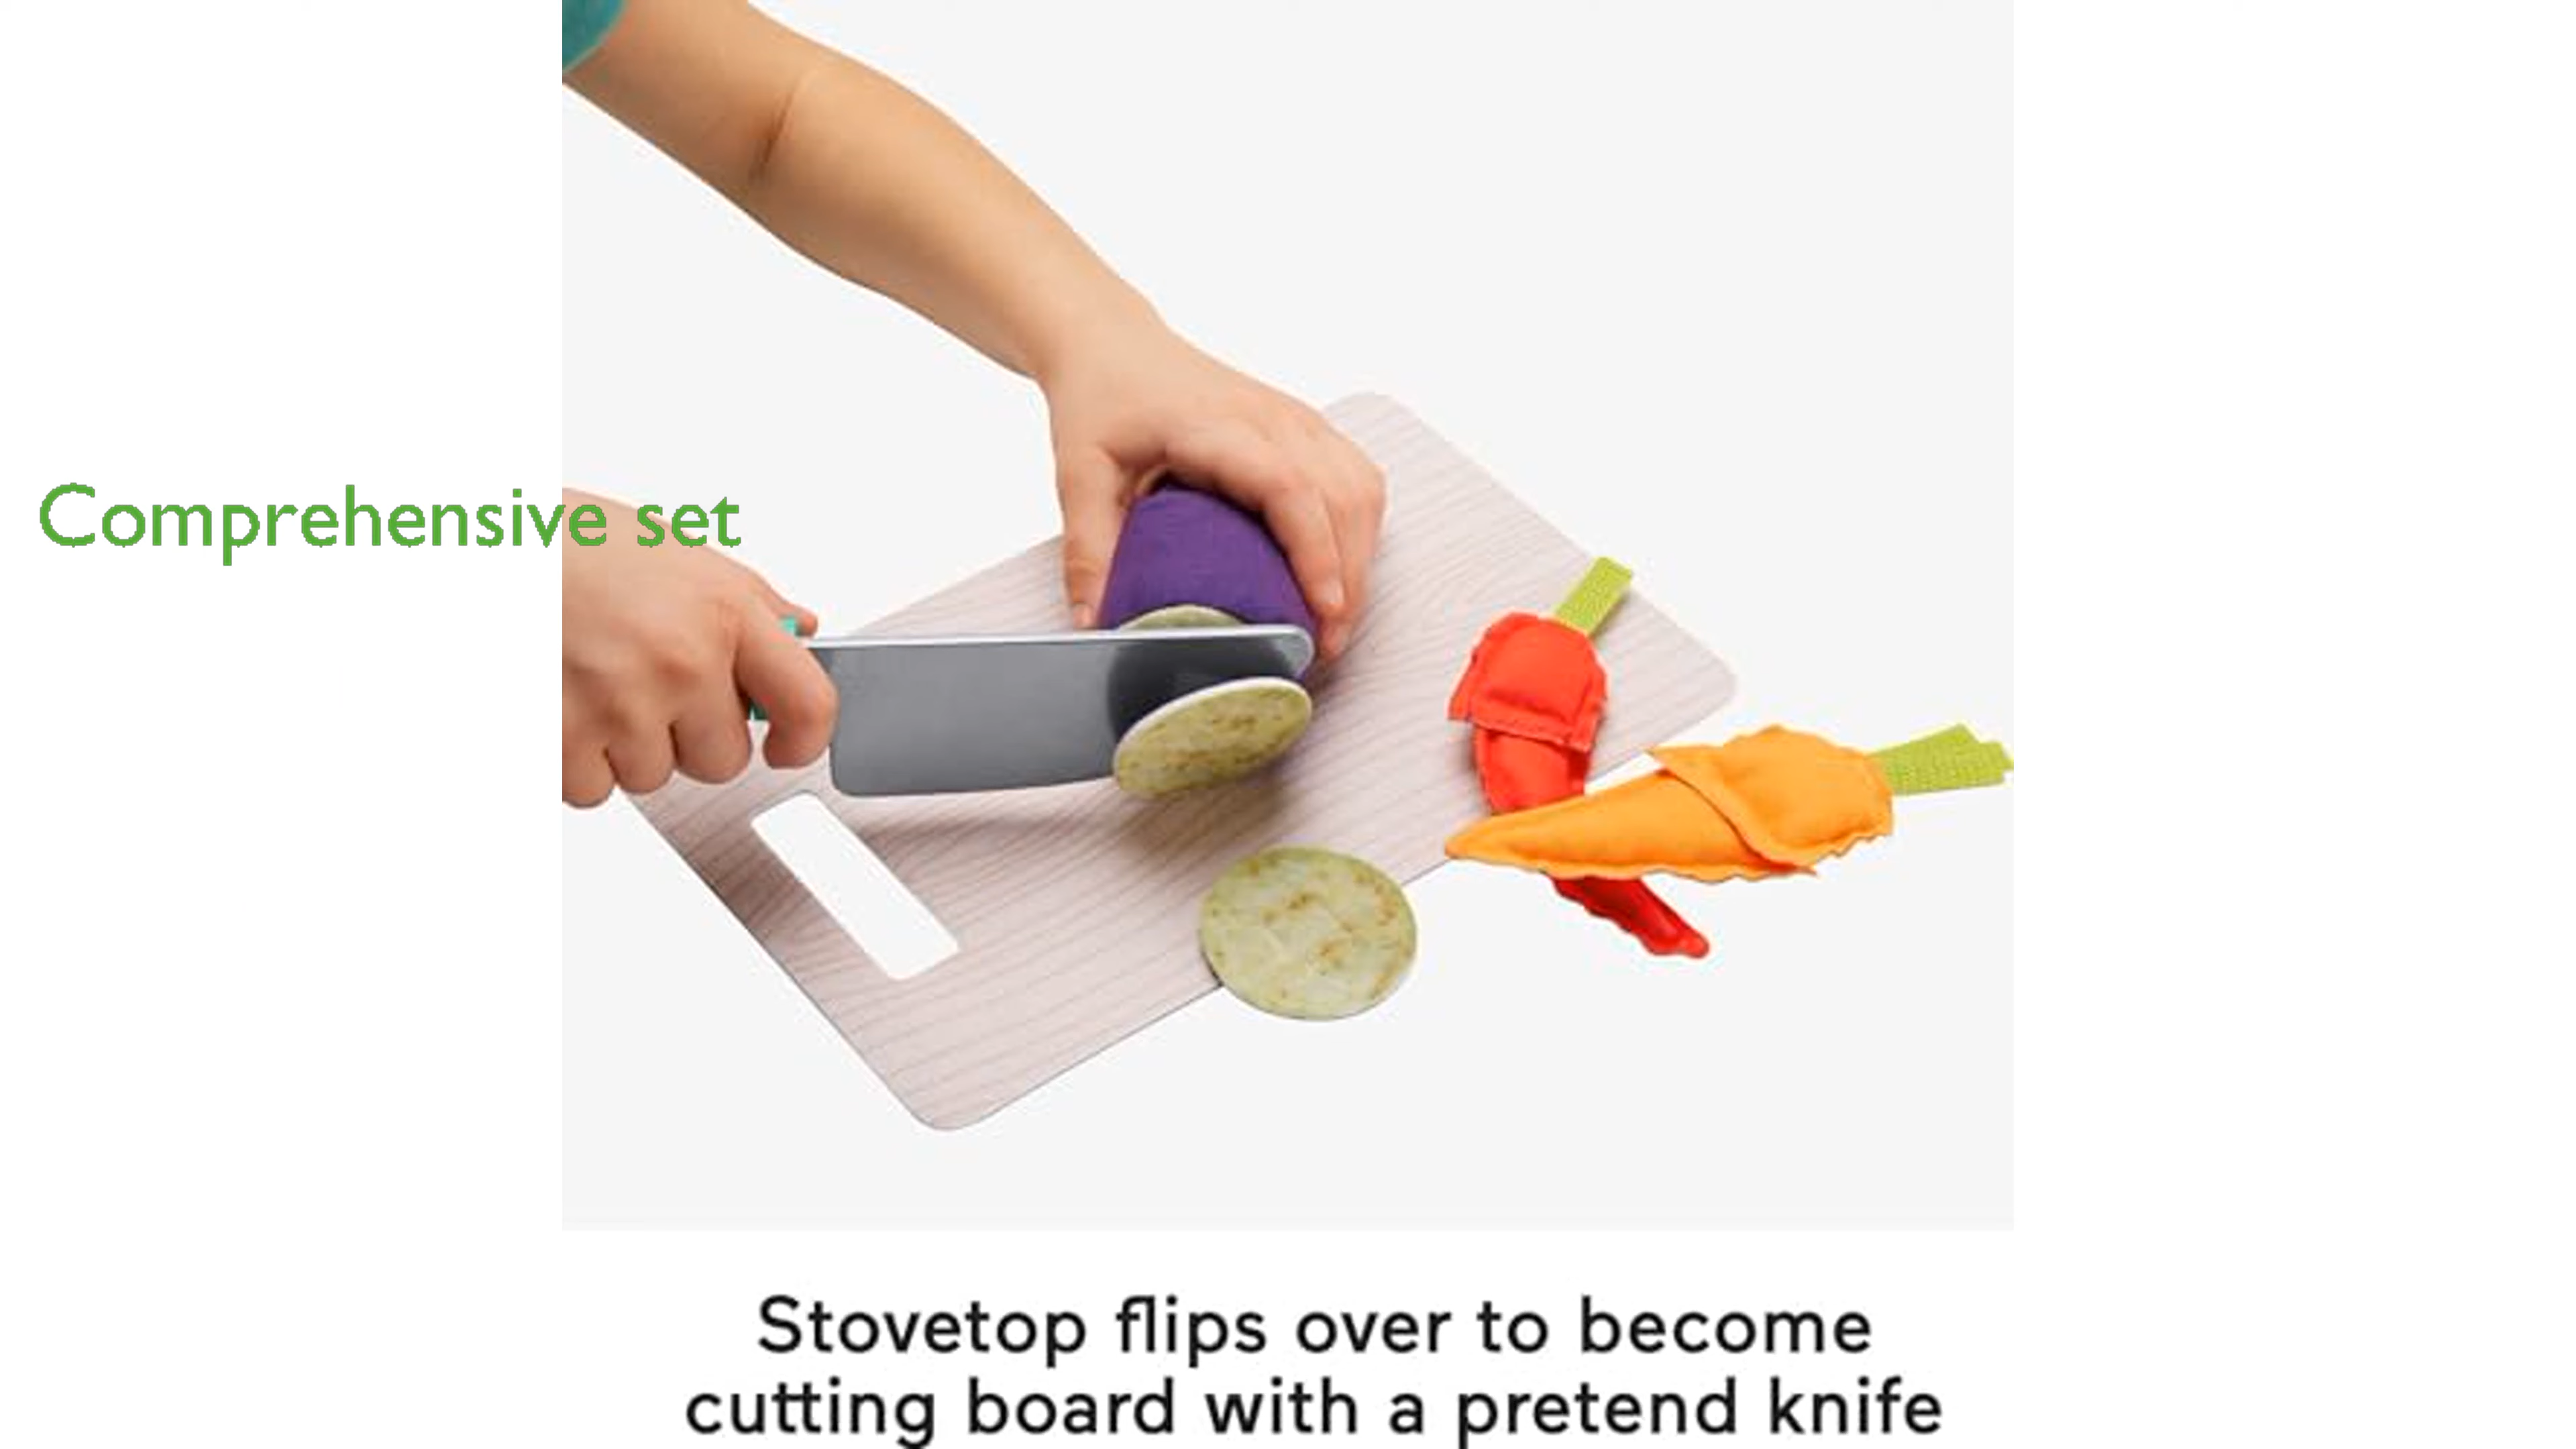 Comprehensive set
Stovetop flips over to become
cutting board with a pretend knife